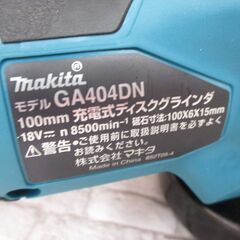 makita
モデル GA404DN
100mm 充電式ディスクグラインダ
18V⎓ n 8500min⁻¹ 砥石寸法:100X6X15mm
警告・ご使用前に取扱説明書を必ず
お読みください。
株式会社 マキタ
Made in China 852T08-4